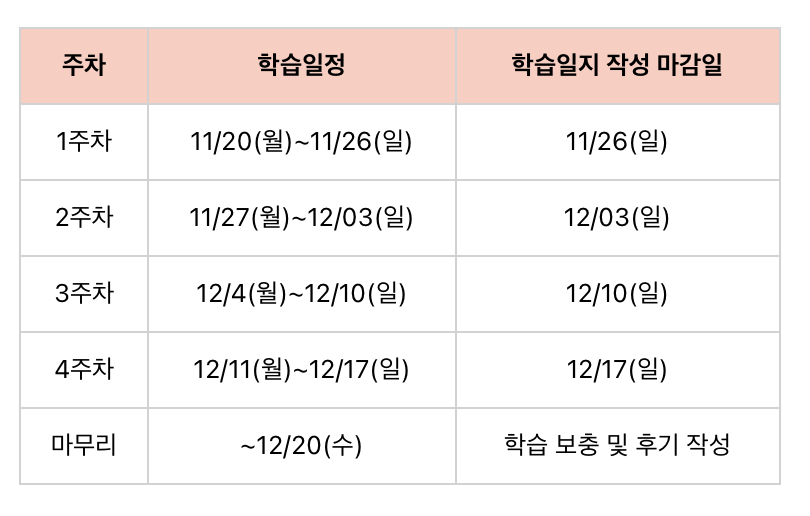 주차 학습일정 학습일지 작성 마감일
1주차 11/20(월)~11/26(일) 11/26(일)
2주차 11/27(월)~12/03(일) 12/03(일)
3주차 12/4(월)~12/10(일) 12/10(일)
4주차 12/11(월)~12/17(일) 12/17(일)
마무리 ~12/20(수) 학습 보충 및 후기 작성